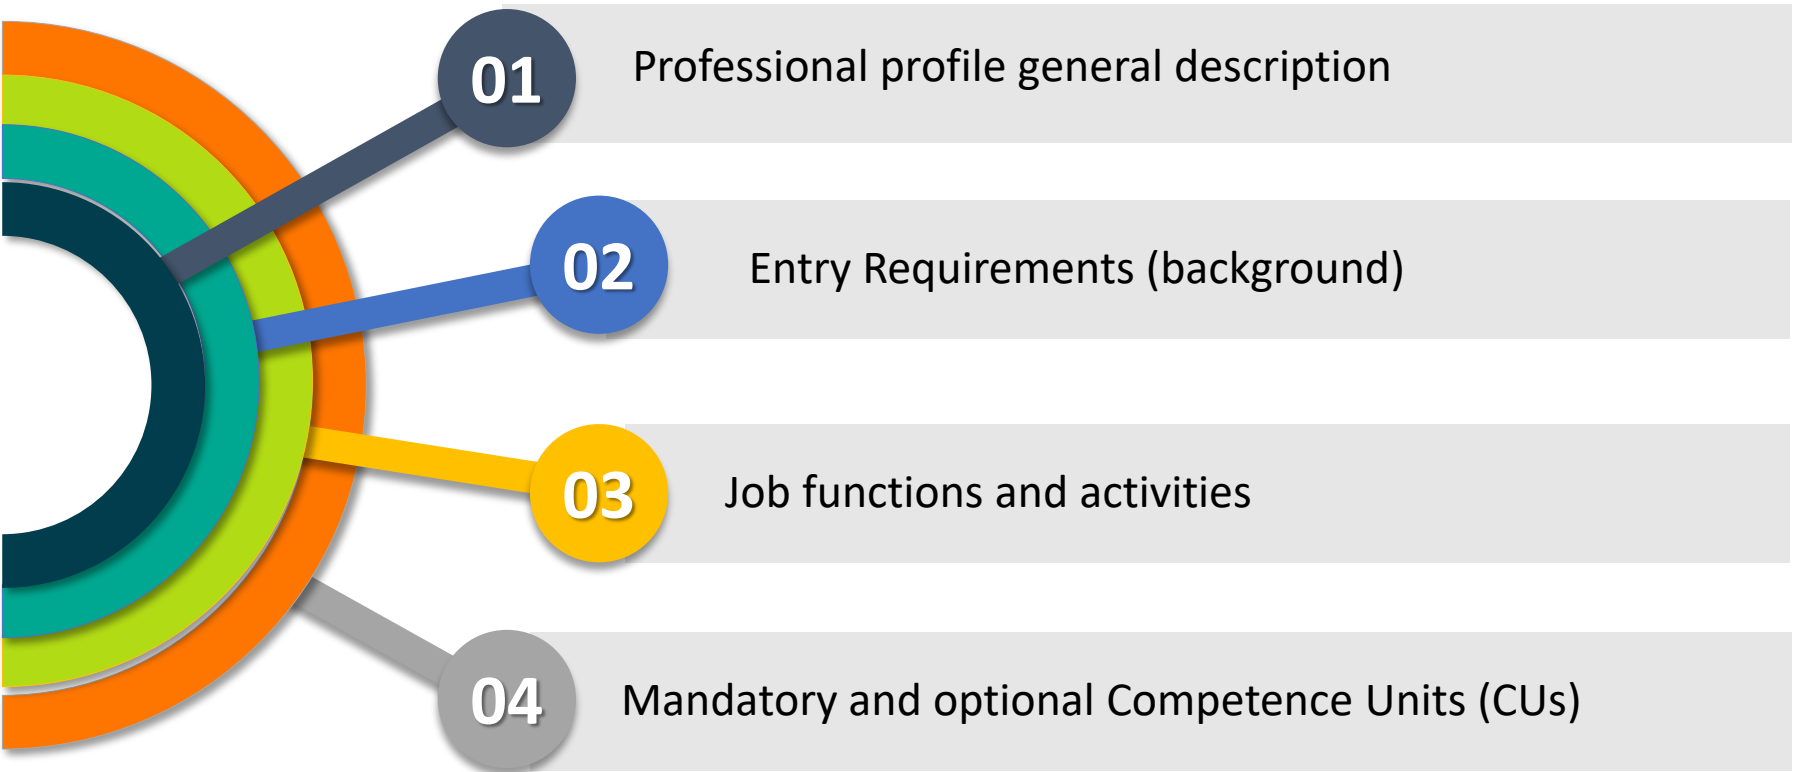 01
Professional profile general description
02
Entry Requirements (background)
03
Job functions and activities
04
Mandatory and optional Competence Units (CUs)